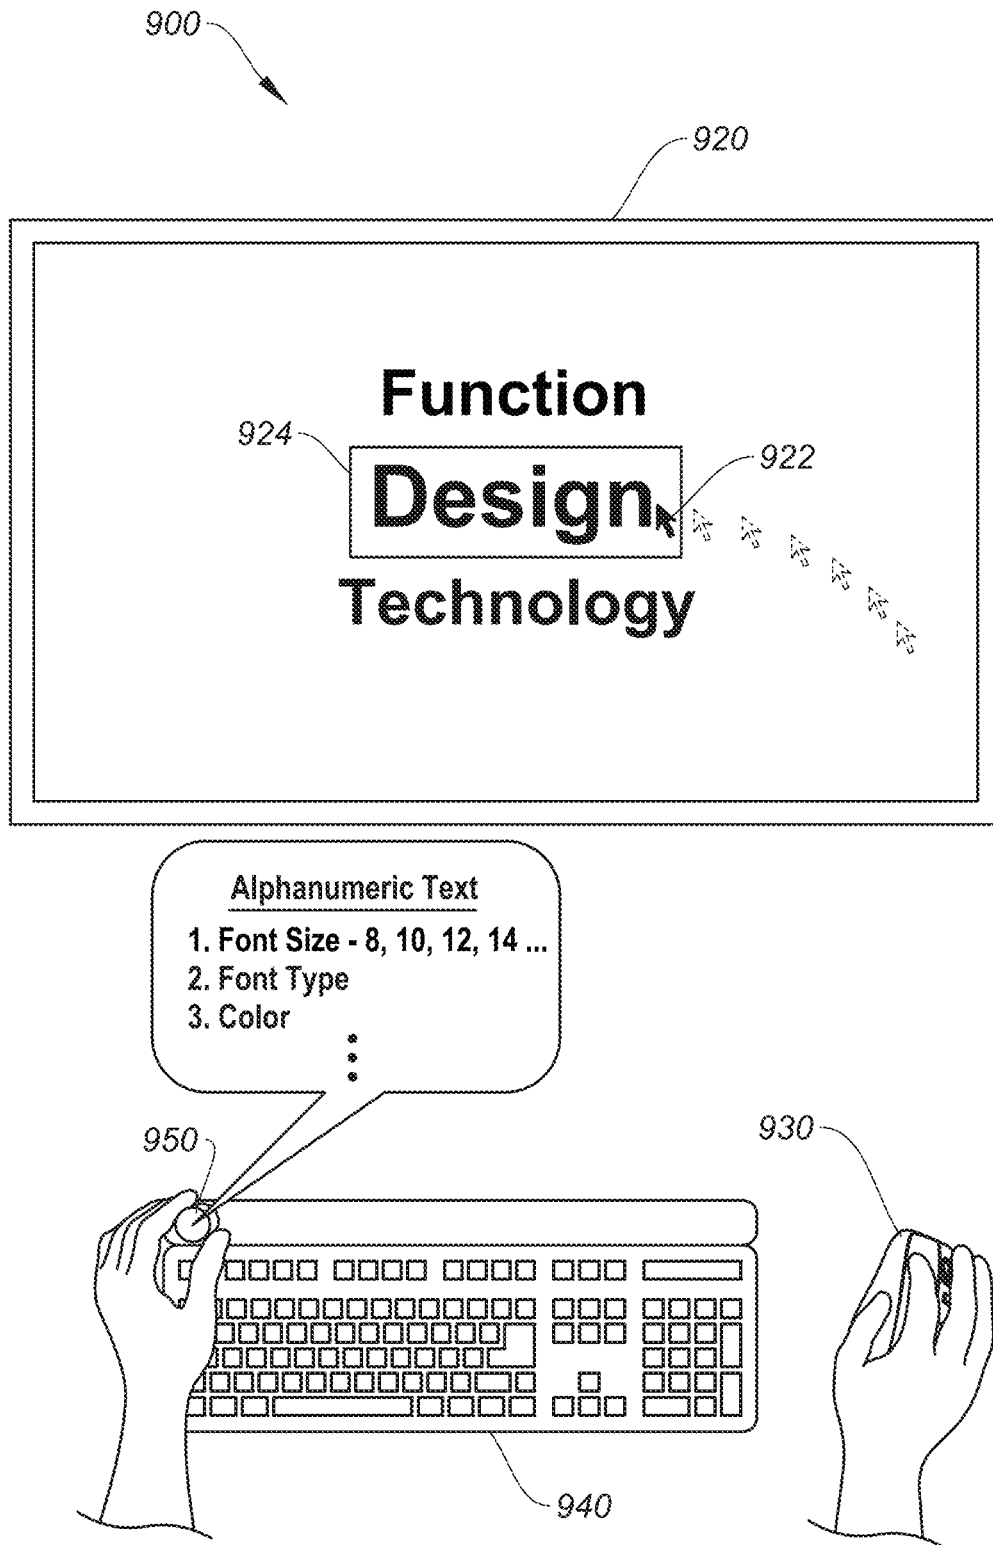 900
920
Function
924
Design
922
Technology
Alphanumeric Text
1. Font Size - 8, 10, 12, 14 ...
2. Font Type
3. Color
950
930
940